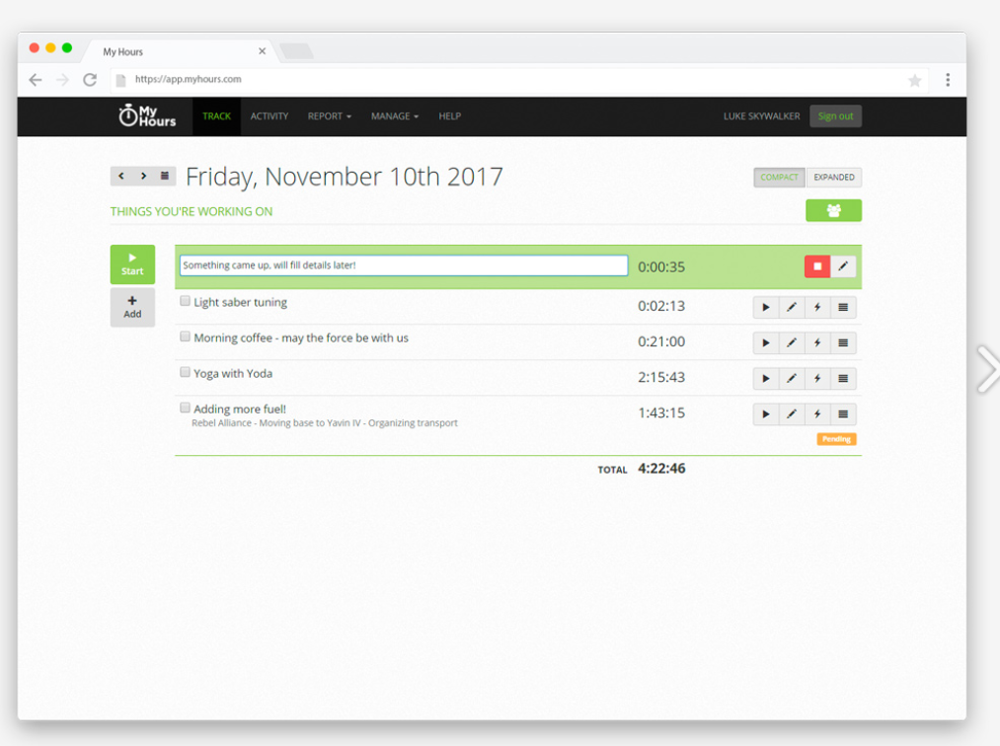 My Hours
https://app.myhours.com
My Hours
TRACK
ACTIVITY
REPORT
MANAGE
HELP
LUKE SKYWALKER
Sign out
Friday, November 10th 2017
COMPACT
EXPANDED
THINGS YOU'RE WORKING ON
Start
Something came up. will fill details later!
0:00:35
Add
Light saber tuning
0:02:13
Morning coffee - may the force be with us
0:21:00
Yoga with Yoda
2:15:43
Adding more fuel!
1:43:15
Rebel Alliance - Moving base to Yavin IV - Organizing transport
Pending
TOTAL 4:22:46